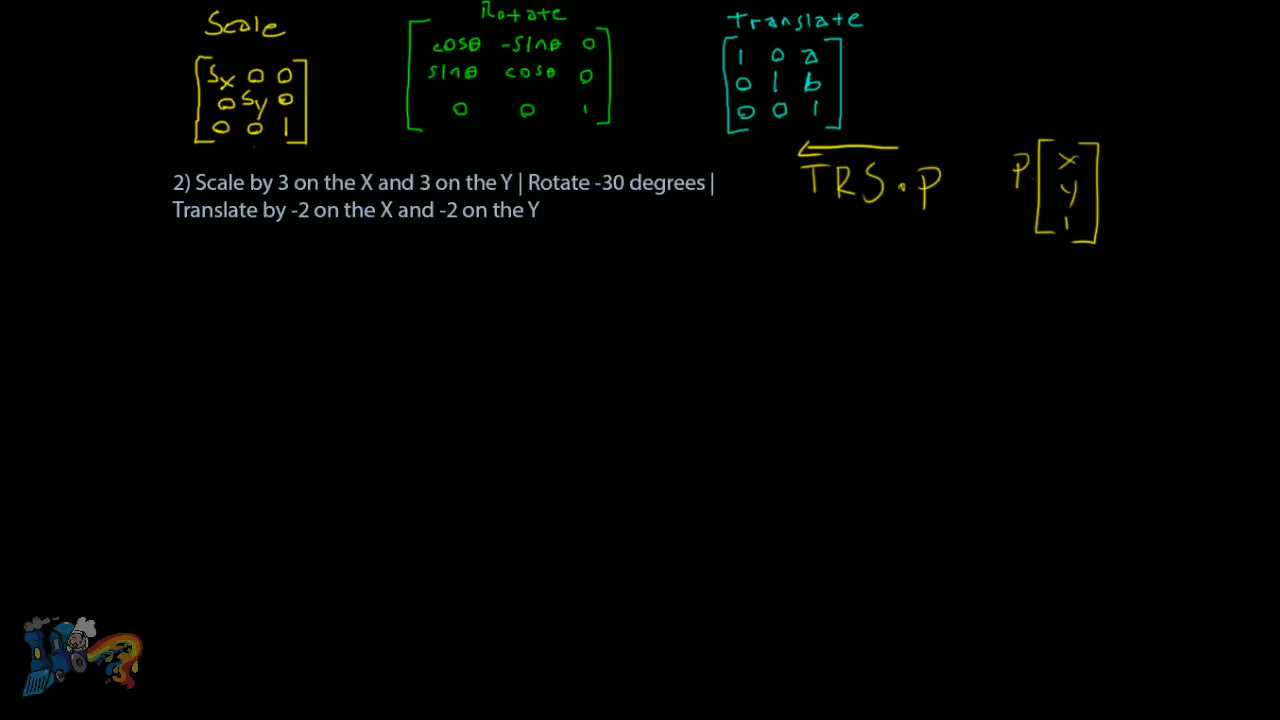 Scale
Rotate
Translate
Sx 0 0
0 Sy 0
0 0 1
cosθ -sinθ 0
sinθ cosθ 0
0 0 1
1 0 a
0 1 b
0 0 1
2) Scale by 3 on the X and 3 on the Y | Rotate -30 degrees |
Translate by -2 on the X and -2 on the Y
TRS . P
P
x
y
1